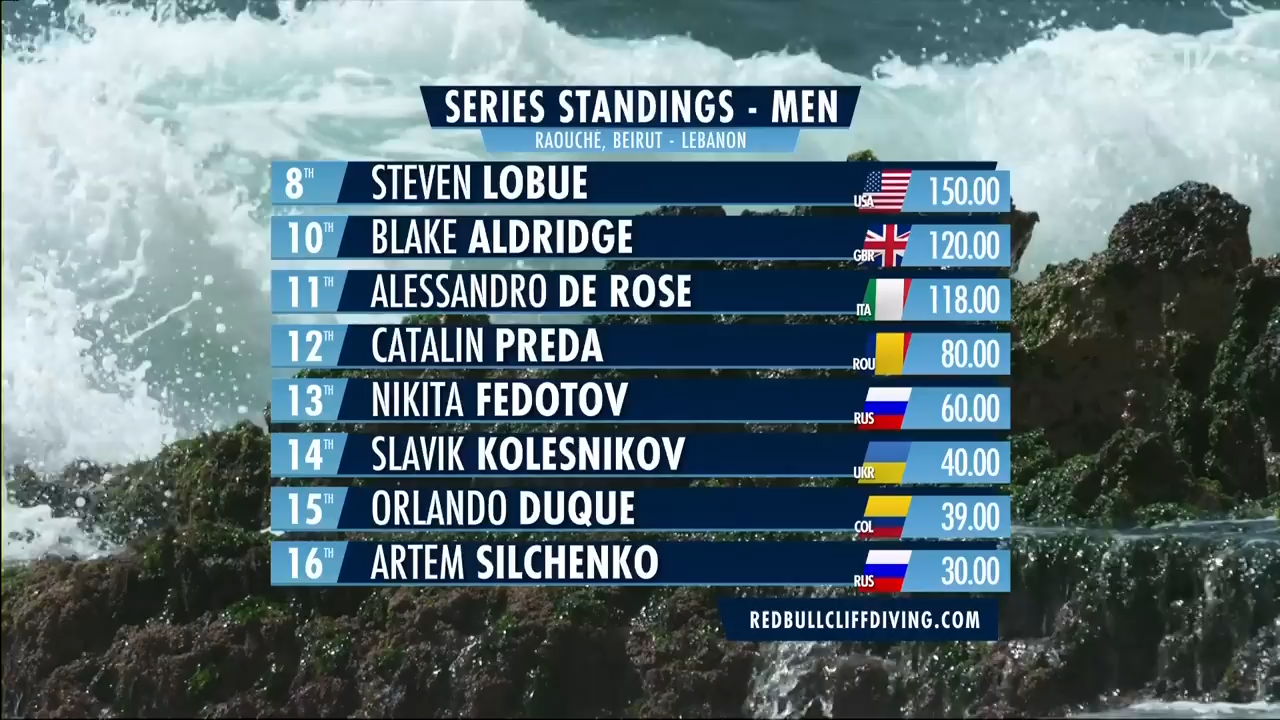 SERIES STANDINGS - MEN
RAOUCHÉ, BEIRUT - LEBANON
8TH STEVEN LOBUE USA 150.00
10TH BLAKE ALDRIDGE GBR 120.00
11TH ALESSANDRO DE ROSE ITA 118.00
12TH CATALIN PREDA ROU 80.00
13TH NIKITA FEDOTOV RUS 60.00
14TH SLAVIK KOLESNIKOV UKR 40.00
15TH ORLANDO DUQUE COL 39.00
16TH ARTEM SILCHENKO RUS 30.00
REDBULLCLIFFDIVING.COM